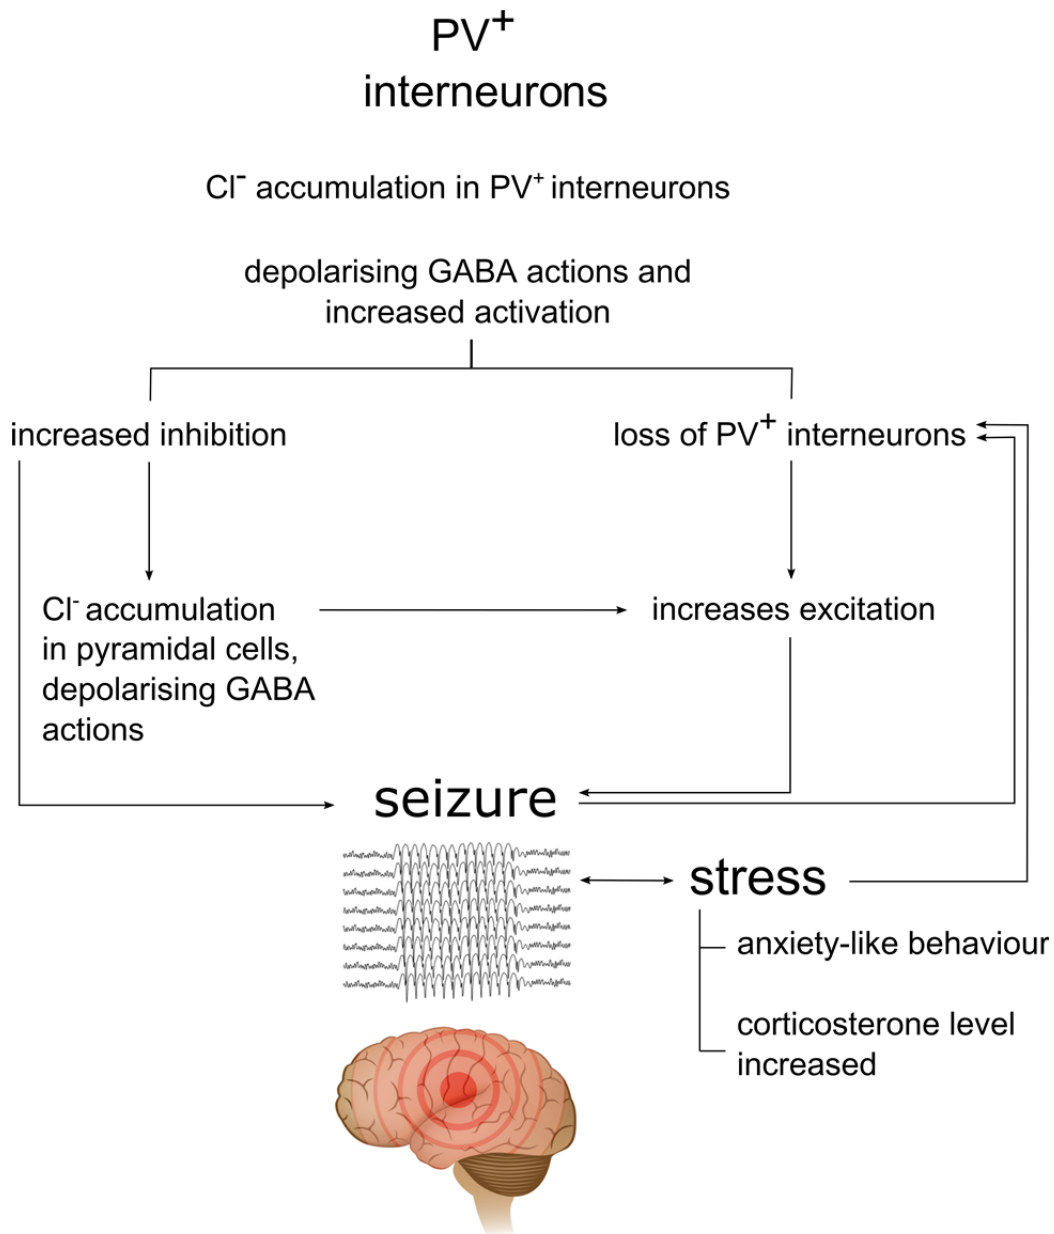 PV⁺
interneurons
Cl⁻ accumulation in PV⁺ interneurons
depolarising GABA actions and
increased activation
increased inhibition
loss of PV⁺ interneurons
Cl⁻ accumulation
in pyramidal cells,
depolarising GABA
actions
increases excitation
seizure
stress
anxiety-like behaviour
corticosterone level
increased